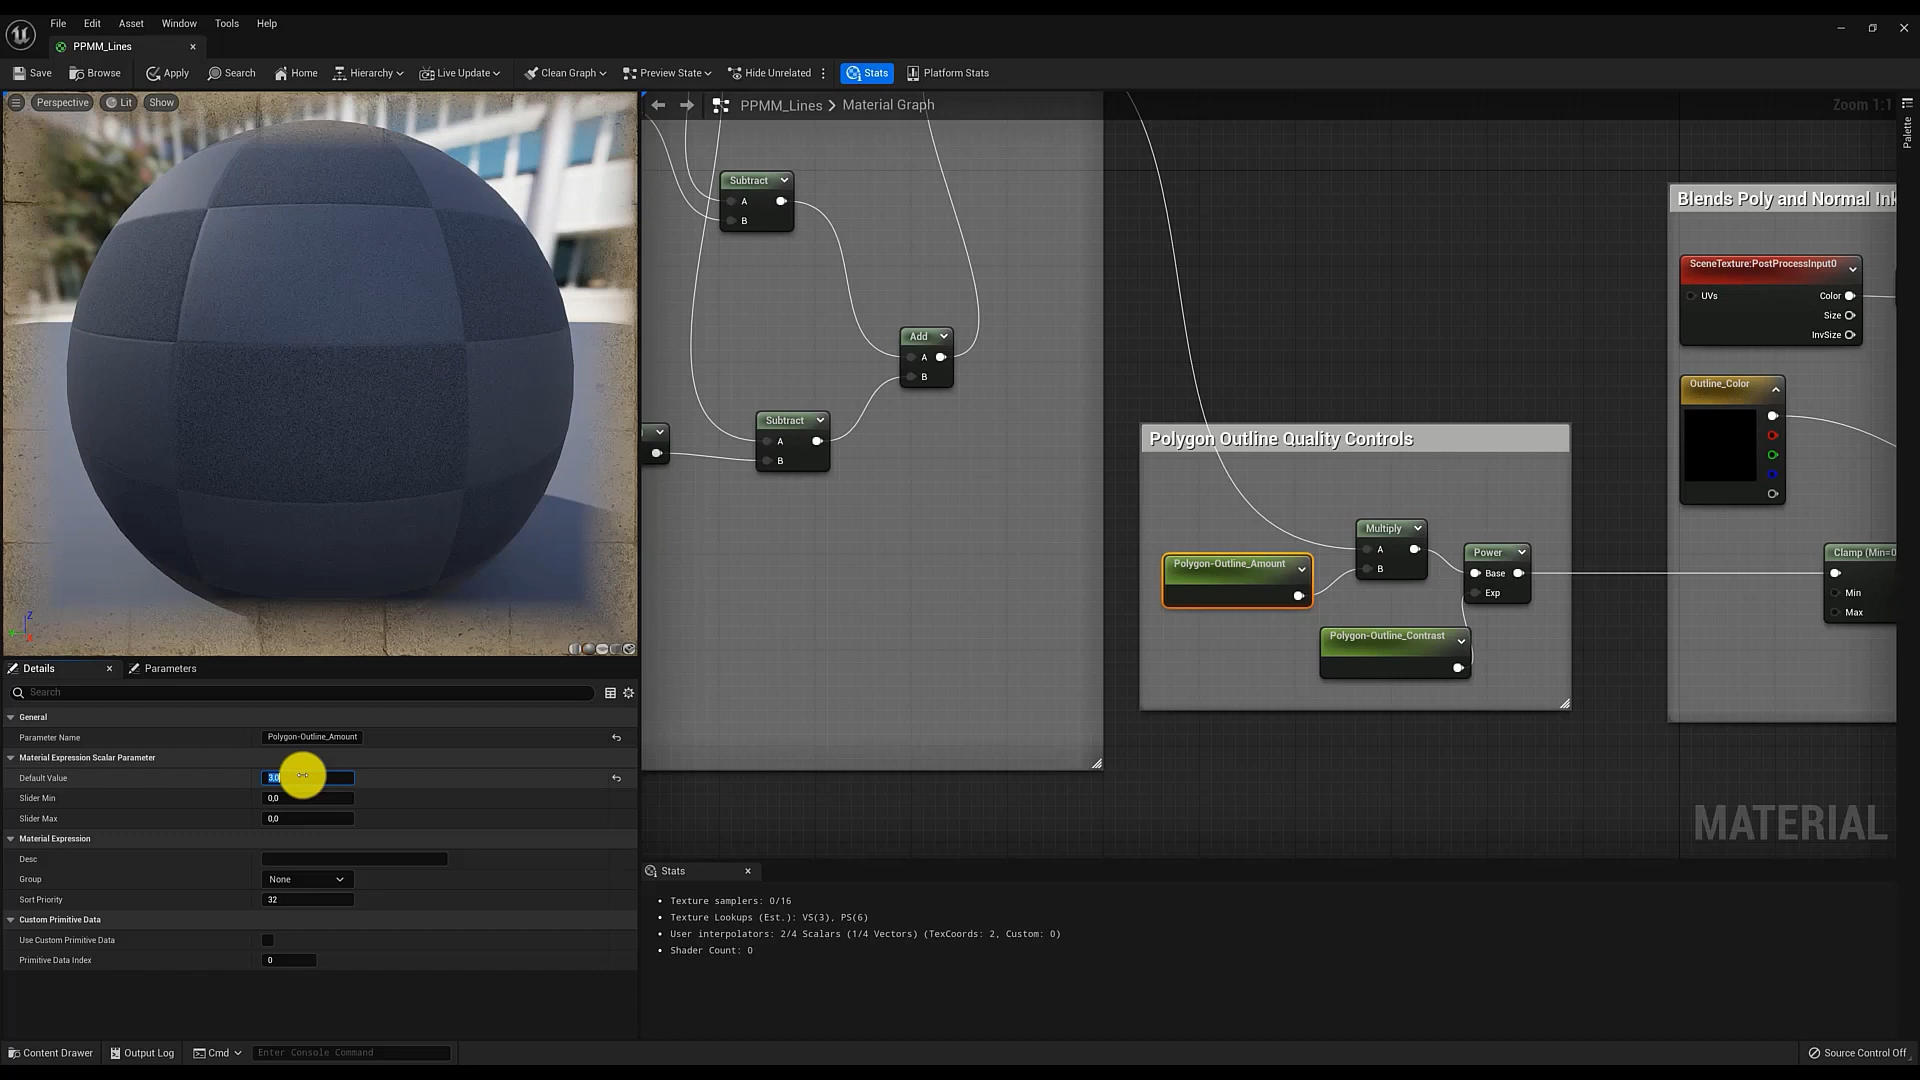 File Edit Asset Window Tools Help
PPMM_Lines
Save Browse Apply Search Home Hierarchy Live Update Clean Graph Preview State Hide Unrelated Stats Platform Stats
Perspective Lit Show
PPMM_Lines > Material Graph
Zoom 1:1
Palette
Subtract
A
B
Add
A
B
Subtract
A
B
Polygon Outline Quality Controls
Multiply
A
B
Power
Base
Exp
Polygon-Outline_Amount
Polygon-Outline_Contrast
Blends Poly and Normal Ink
SceneTexture:PostProcessInput0
UVs Color
Size
InvSize
Outline_Color
Clamp (Min=0
Min
Max
MATERIAL
Z
X
Details Parameters
Search
General
Parameter Name Polygon-Outline_Amount
Material Expression Scalar Parameter
Default Value 3,0
Slider Min 0,0
Slider Max 0,0
Material Expression
Desc
Group None
Sort Priority 32
Custom Primitive Data
Use Custom Primitive Data
Primitive Data Index 0
Stats
• Texture samplers: 0/16
• Texture Lookups (Est.): VS(3), PS(6)
• User interpolators: 2/4 Scalars (1/4 Vectors) (TexCoords: 2, Custom: 0)
• Shader Count: 0
Content Drawer Output Log Cmd Enter Console Command
Source Control Off